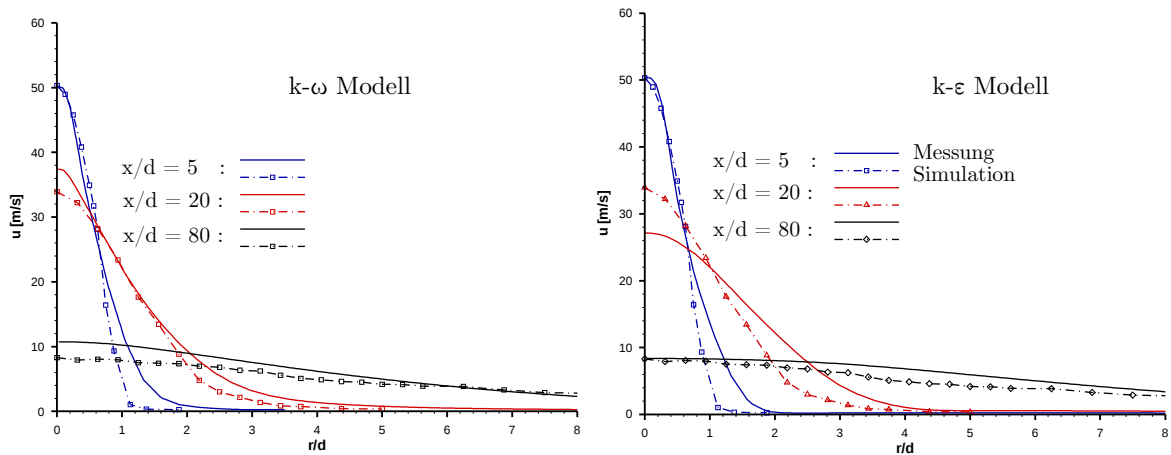 60
50
40
30
20
10
0
u [m/s]
k-ω Modell
x/d = 5 :
x/d = 20 :
x/d = 80 :
0 1 2 3 4 5 6 7 8
r/d
60
50
40
30
20
10
0
u [m/s]
k-ε Modell
x/d = 5 : Messung
Simulation
x/d = 20 :
x/d = 80 :
0 1 2 3 4 5 6 7 8
r/d